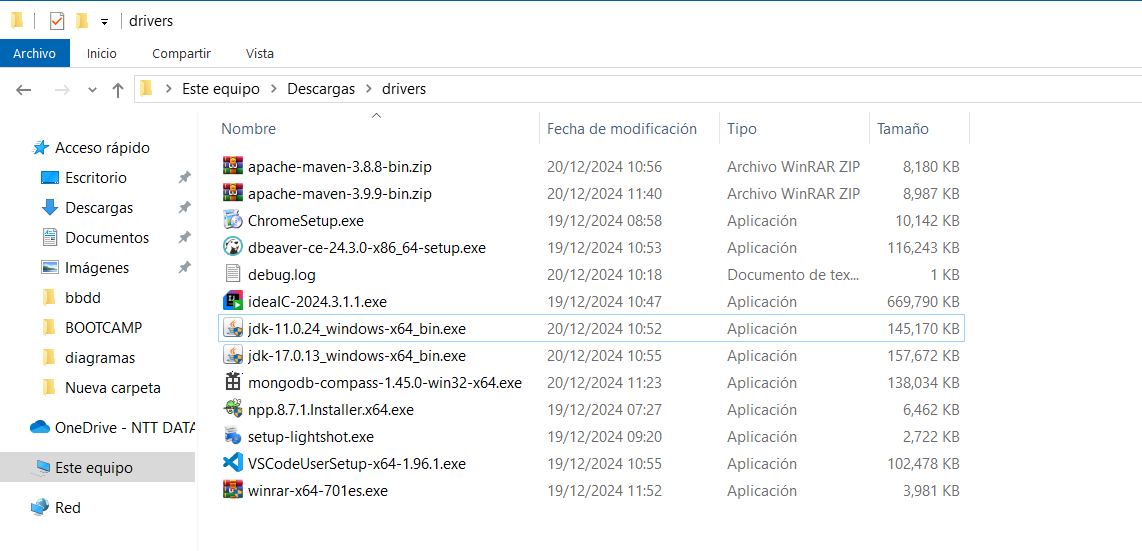 drivers
Archivo Inicio Compartir Vista
Este equipo Descargas drivers
Nombre Fecha de modificación Tipo Tamaño
Acceso rápido
Escritorio
Descargas
Documentos
Imágenes
bbdd
BOOTCAMP
diagramas
Nueva carpeta
OneDrive - NTT DATA
Este equipo
Red
apache-maven-3.8.8-bin.zip 20/12/2024 10:56 Archivo WinRAR ZIP 8,180 KB
apache-maven-3.9.9-bin.zip 20/12/2024 11:40 Archivo WinRAR ZIP 8,987 KB
ChromeSetup.exe 19/12/2024 08:58 Aplicación 10,142 KB
dbeaver-ce-24.3.0-x86_64-setup.exe 19/12/2024 10:53 Aplicación 116,243 KB
debug.log 20/12/2024 10:18 Documento de tex... 1 KB
ideaIC-2024.3.1.1.exe 19/12/2024 10:47 Aplicación 669,790 KB
jdk-11.0.24_windows-x64_bin.exe 20/12/2024 10:52 Aplicación 145,170 KB
jdk-17.0.13_windows-x64_bin.exe 20/12/2024 10:55 Aplicación 157,672 KB
mongodb-compass-1.45.0-win32-x64.exe 20/12/2024 11:23 Aplicación 138,034 KB
npp.8.7.1.Installer.x64.exe 19/12/2024 07:27 Aplicación 6,462 KB
setup-lightshot.exe 19/12/2024 09:20 Aplicación 2,722 KB
VSCodeUserSetup-x64-1.96.1.exe 19/12/2024 10:55 Aplicación 102,478 KB
winrar-x64-701es.exe 19/12/2024 11:52 Aplicación 3,981 KB